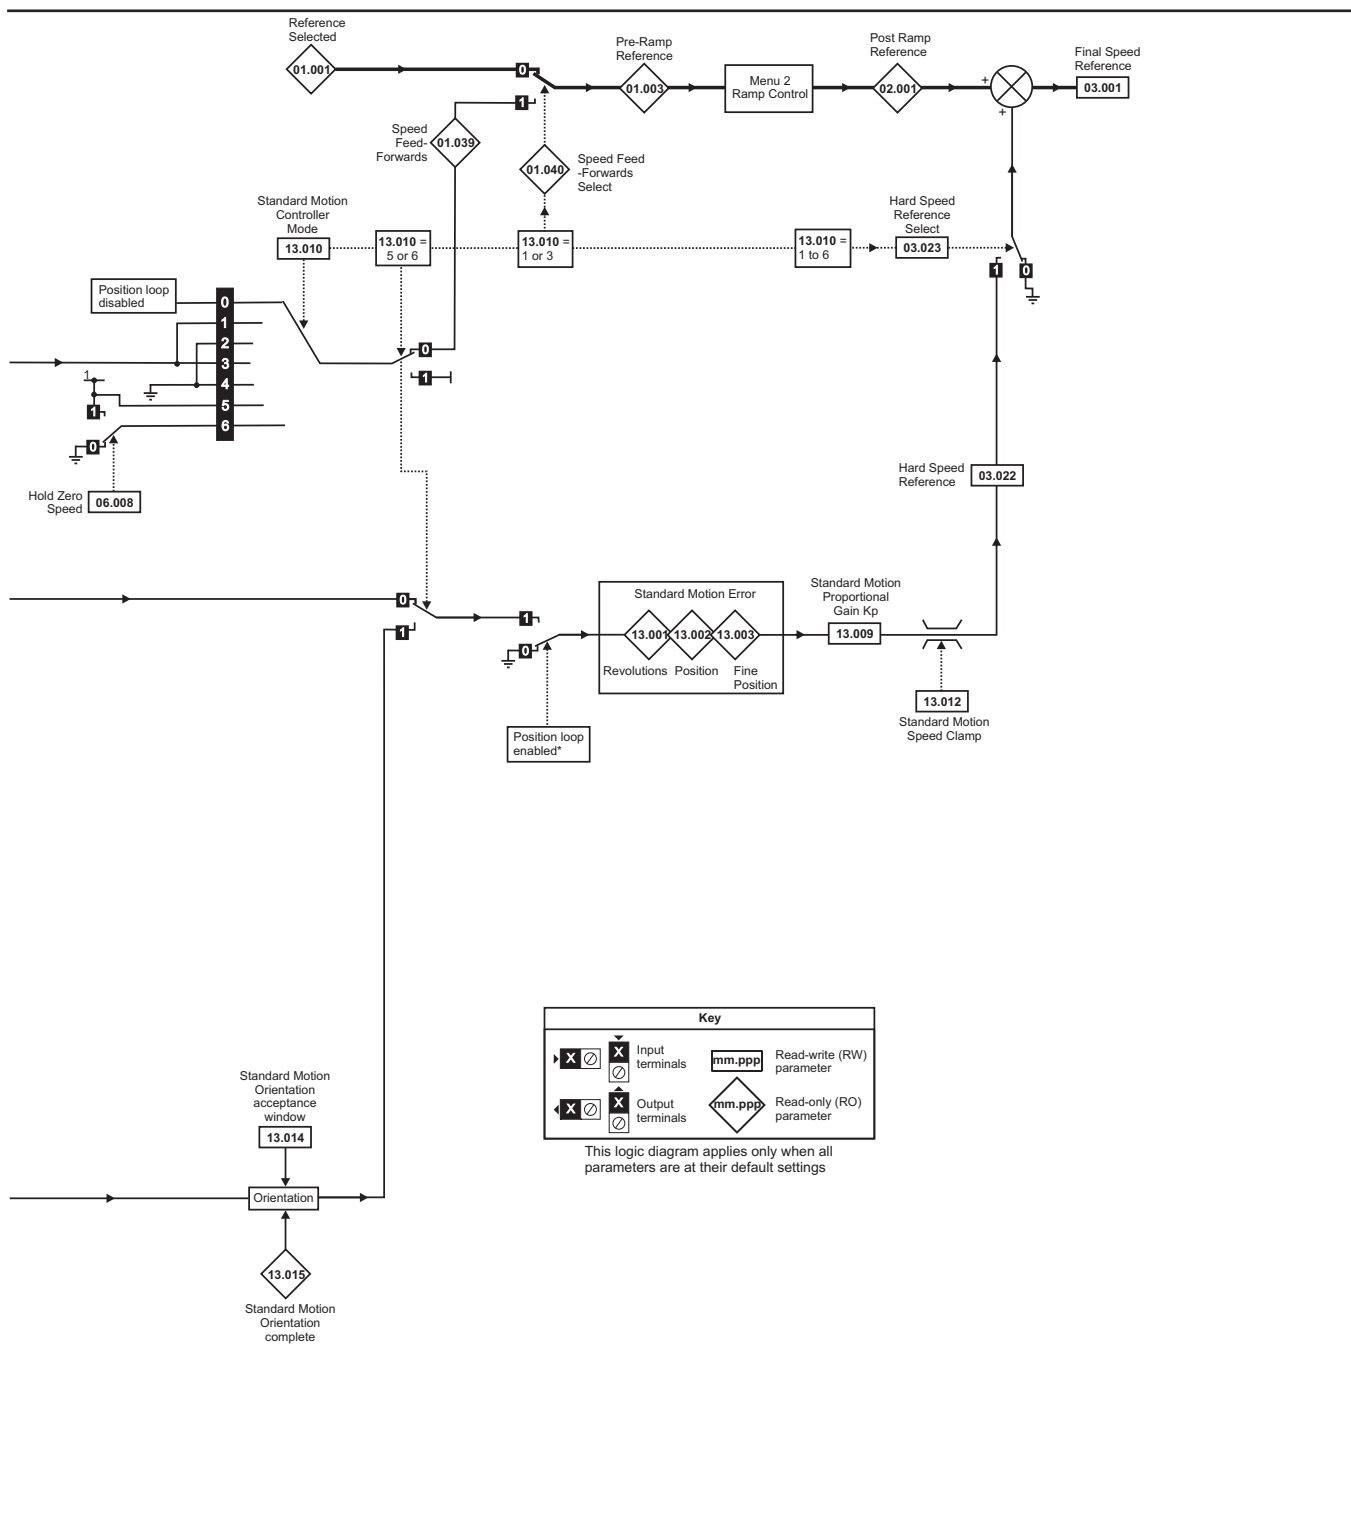 Reference
Selected
01.001
0
1
Pre-Ramp
Reference
01.003
Menu 2
Ramp Control
Post Ramp
Reference
02.001
+
+
Final Speed
Reference
03.001
Speed
Feed-
Forwards
01.039
01.040
Speed Feed
-Forwards
Select
Standard Motion
Controller
Mode
13.010
13.010 =
5 or 6
13.010 =
1 or 3
13.010 =
1 to 6
Hard Speed
Reference
Select
03.023
1
0
Position loop
disabled
0
1
2
3
4
5
6
0
1
1
1
0
Hold Zero
Speed
06.008
Hard Speed
Reference
03.022
0
1
1
0
Position loop
enabled*
Standard Motion Error
13.001
13.002
13.003
Revolutions
Position
Fine
Position
Standard Motion
Proportional
Gain Kp
13.009
13.012
Standard Motion
Speed Clamp
Key
X
X
Input
terminals
mm.ppp
Read-write (RW)
parameter
X
X
Output
terminals
mm.ppp
Read-only (RO)
parameter
This logic diagram applies only when all
parameters are at their default settings
Standard Motion
Orientation
acceptance
window
13.014
Orientation
13.015
Standard Motion
Orientation
complete